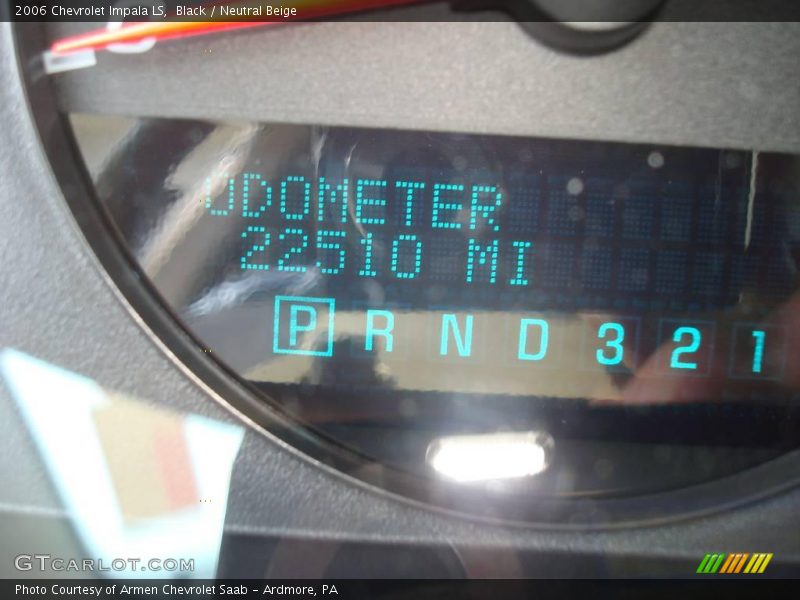 2006 Chevrolet Impala LS, Black / Neutral Beige
ODOMETER
22510 MI
P R N D 3 2 1
GTCARLOT.COM
Photo Courtesy of Armen Chevrolet Saab - Ardmore, PA